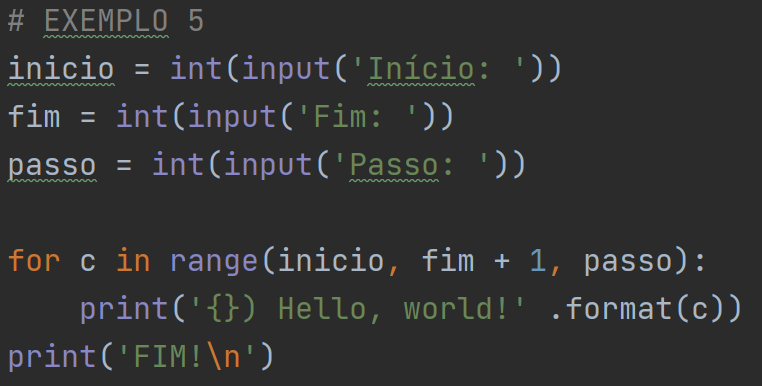 # EXEMPLO 5
inicio = int(input('Início: '))
fim = int(input('Fim: '))
passo = int(input('Passo: '))
for c in range(inicio, fim + 1, passo):
    print('{}) Hello, world!' .format(c))
print('FIM!\n')